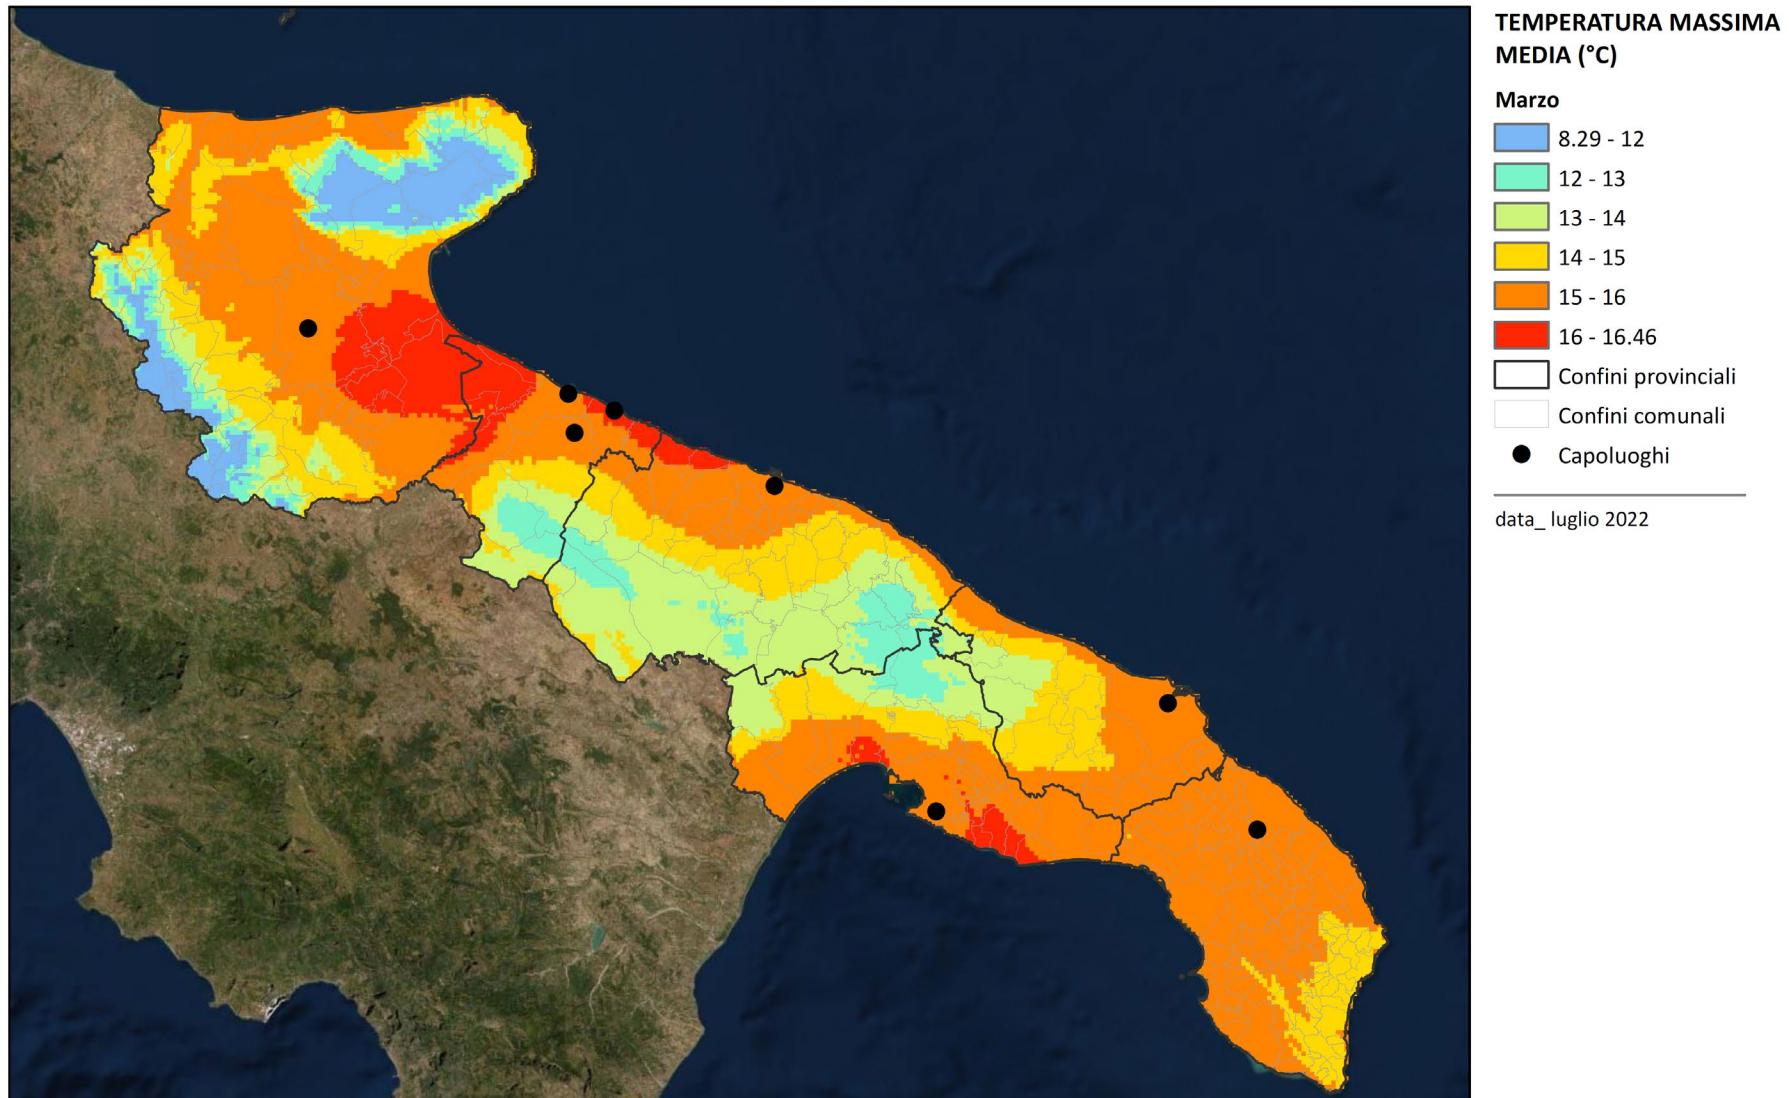 TEMPERATURA MASSIMA
MEDIA (°C)
Marzo
8.29 - 12
12 - 13
13 - 14
14 - 15
15 - 16
16 - 16.46
Confini provinciali
Confini comunali
Capoluoghi
data_ luglio 2022